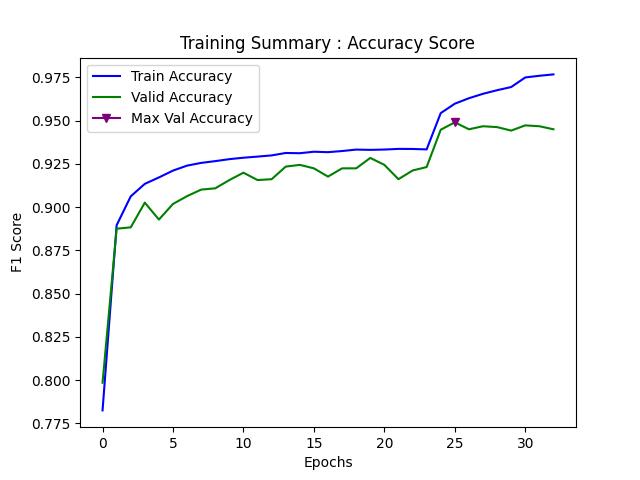 Training Summary : Accuracy Score
Train Accuracy
Valid Accuracy
Max Val Accuracy
F1 Score
0.975
0.950
0.925
0.900
0.875
0.850
0.825
0.800
0.775
0 5 10 15 20 25 30
Epochs